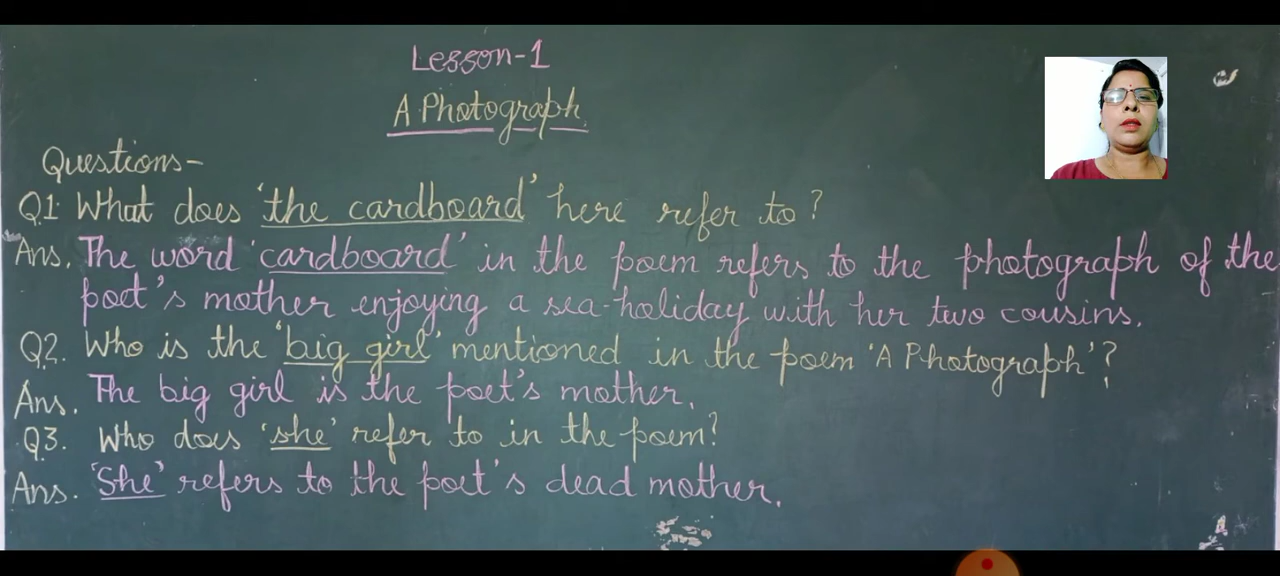 Lesson-1
A Photograph
Questions-
Q1. What does 'the cardboard' here refer to?
Ans. The word 'cardboard' in the poem refers to the photograph of the
poet's mother enjoying a sea-holiday with her two cousins.
Q2. Who is the 'big girl' mentioned in the poem 'A Photograph'?
Ans. The big girl is the poet's mother.
Q3. Who does 'she' refer to in the poem?
Ans. 'She' refers to the poet's dead mother.